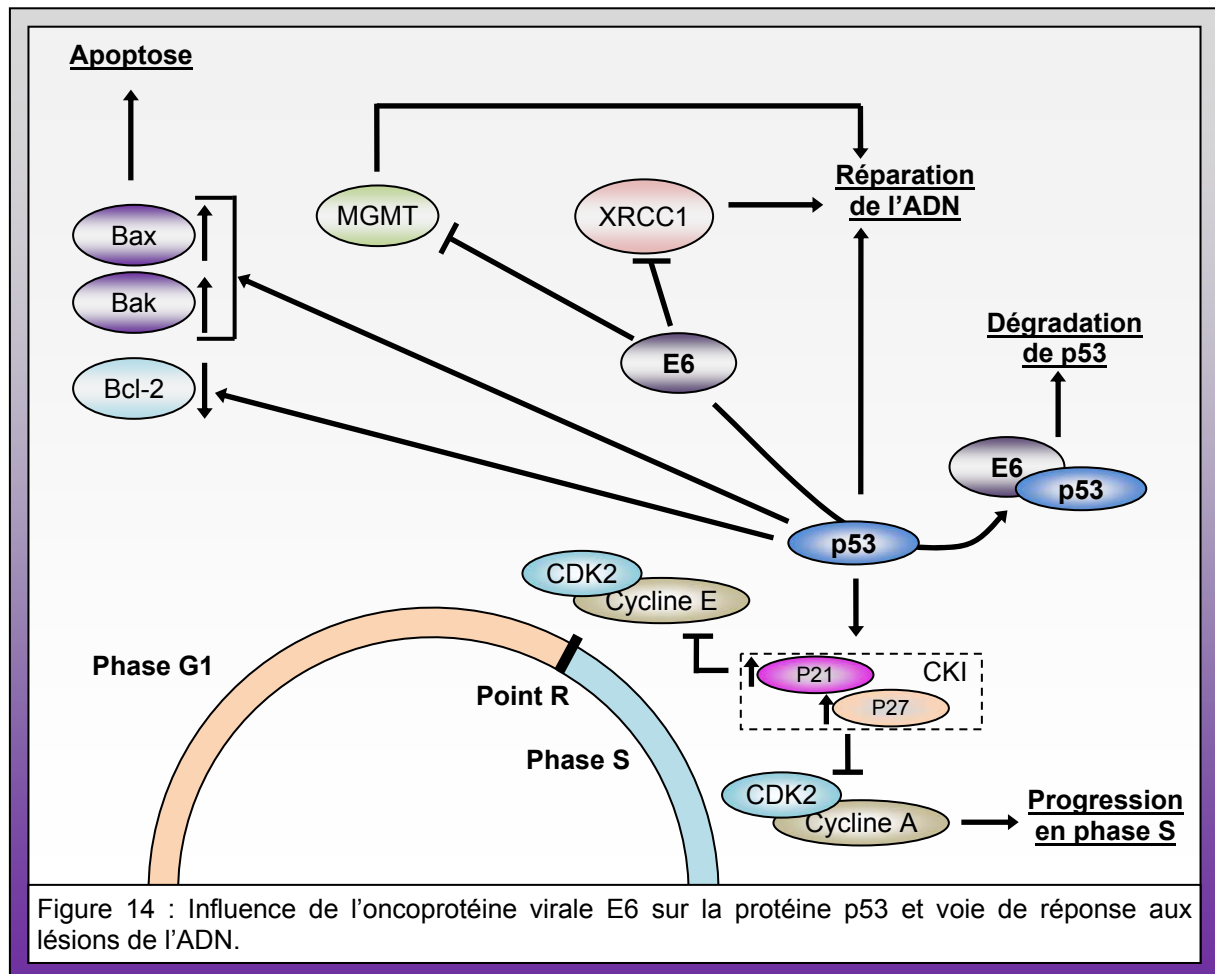 Apoptose
Bax
Bak
Bcl-2
MGMT
XRCC1
Réparation
de l'ADN
E6
Dégradation
de p53
E6
p53
p53
CDK2
Cycline E
P21
CKI
P27
Phase G1
Point R
Phase S
CDK2
Cycline A
Progression
en phase S
Figure 14 : Influence de l'oncoprotéine virale E6 sur la protéine p53 et voie de réponse aux
lésions de l'ADN.